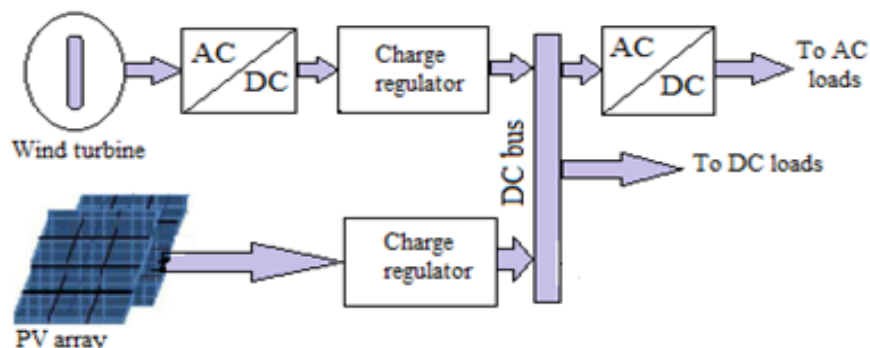 AC
DC
Charge
regulator
AC
DC
To AC
loads
Wind turbine
DC bus
To DC loads
Charge
regulator
PV array